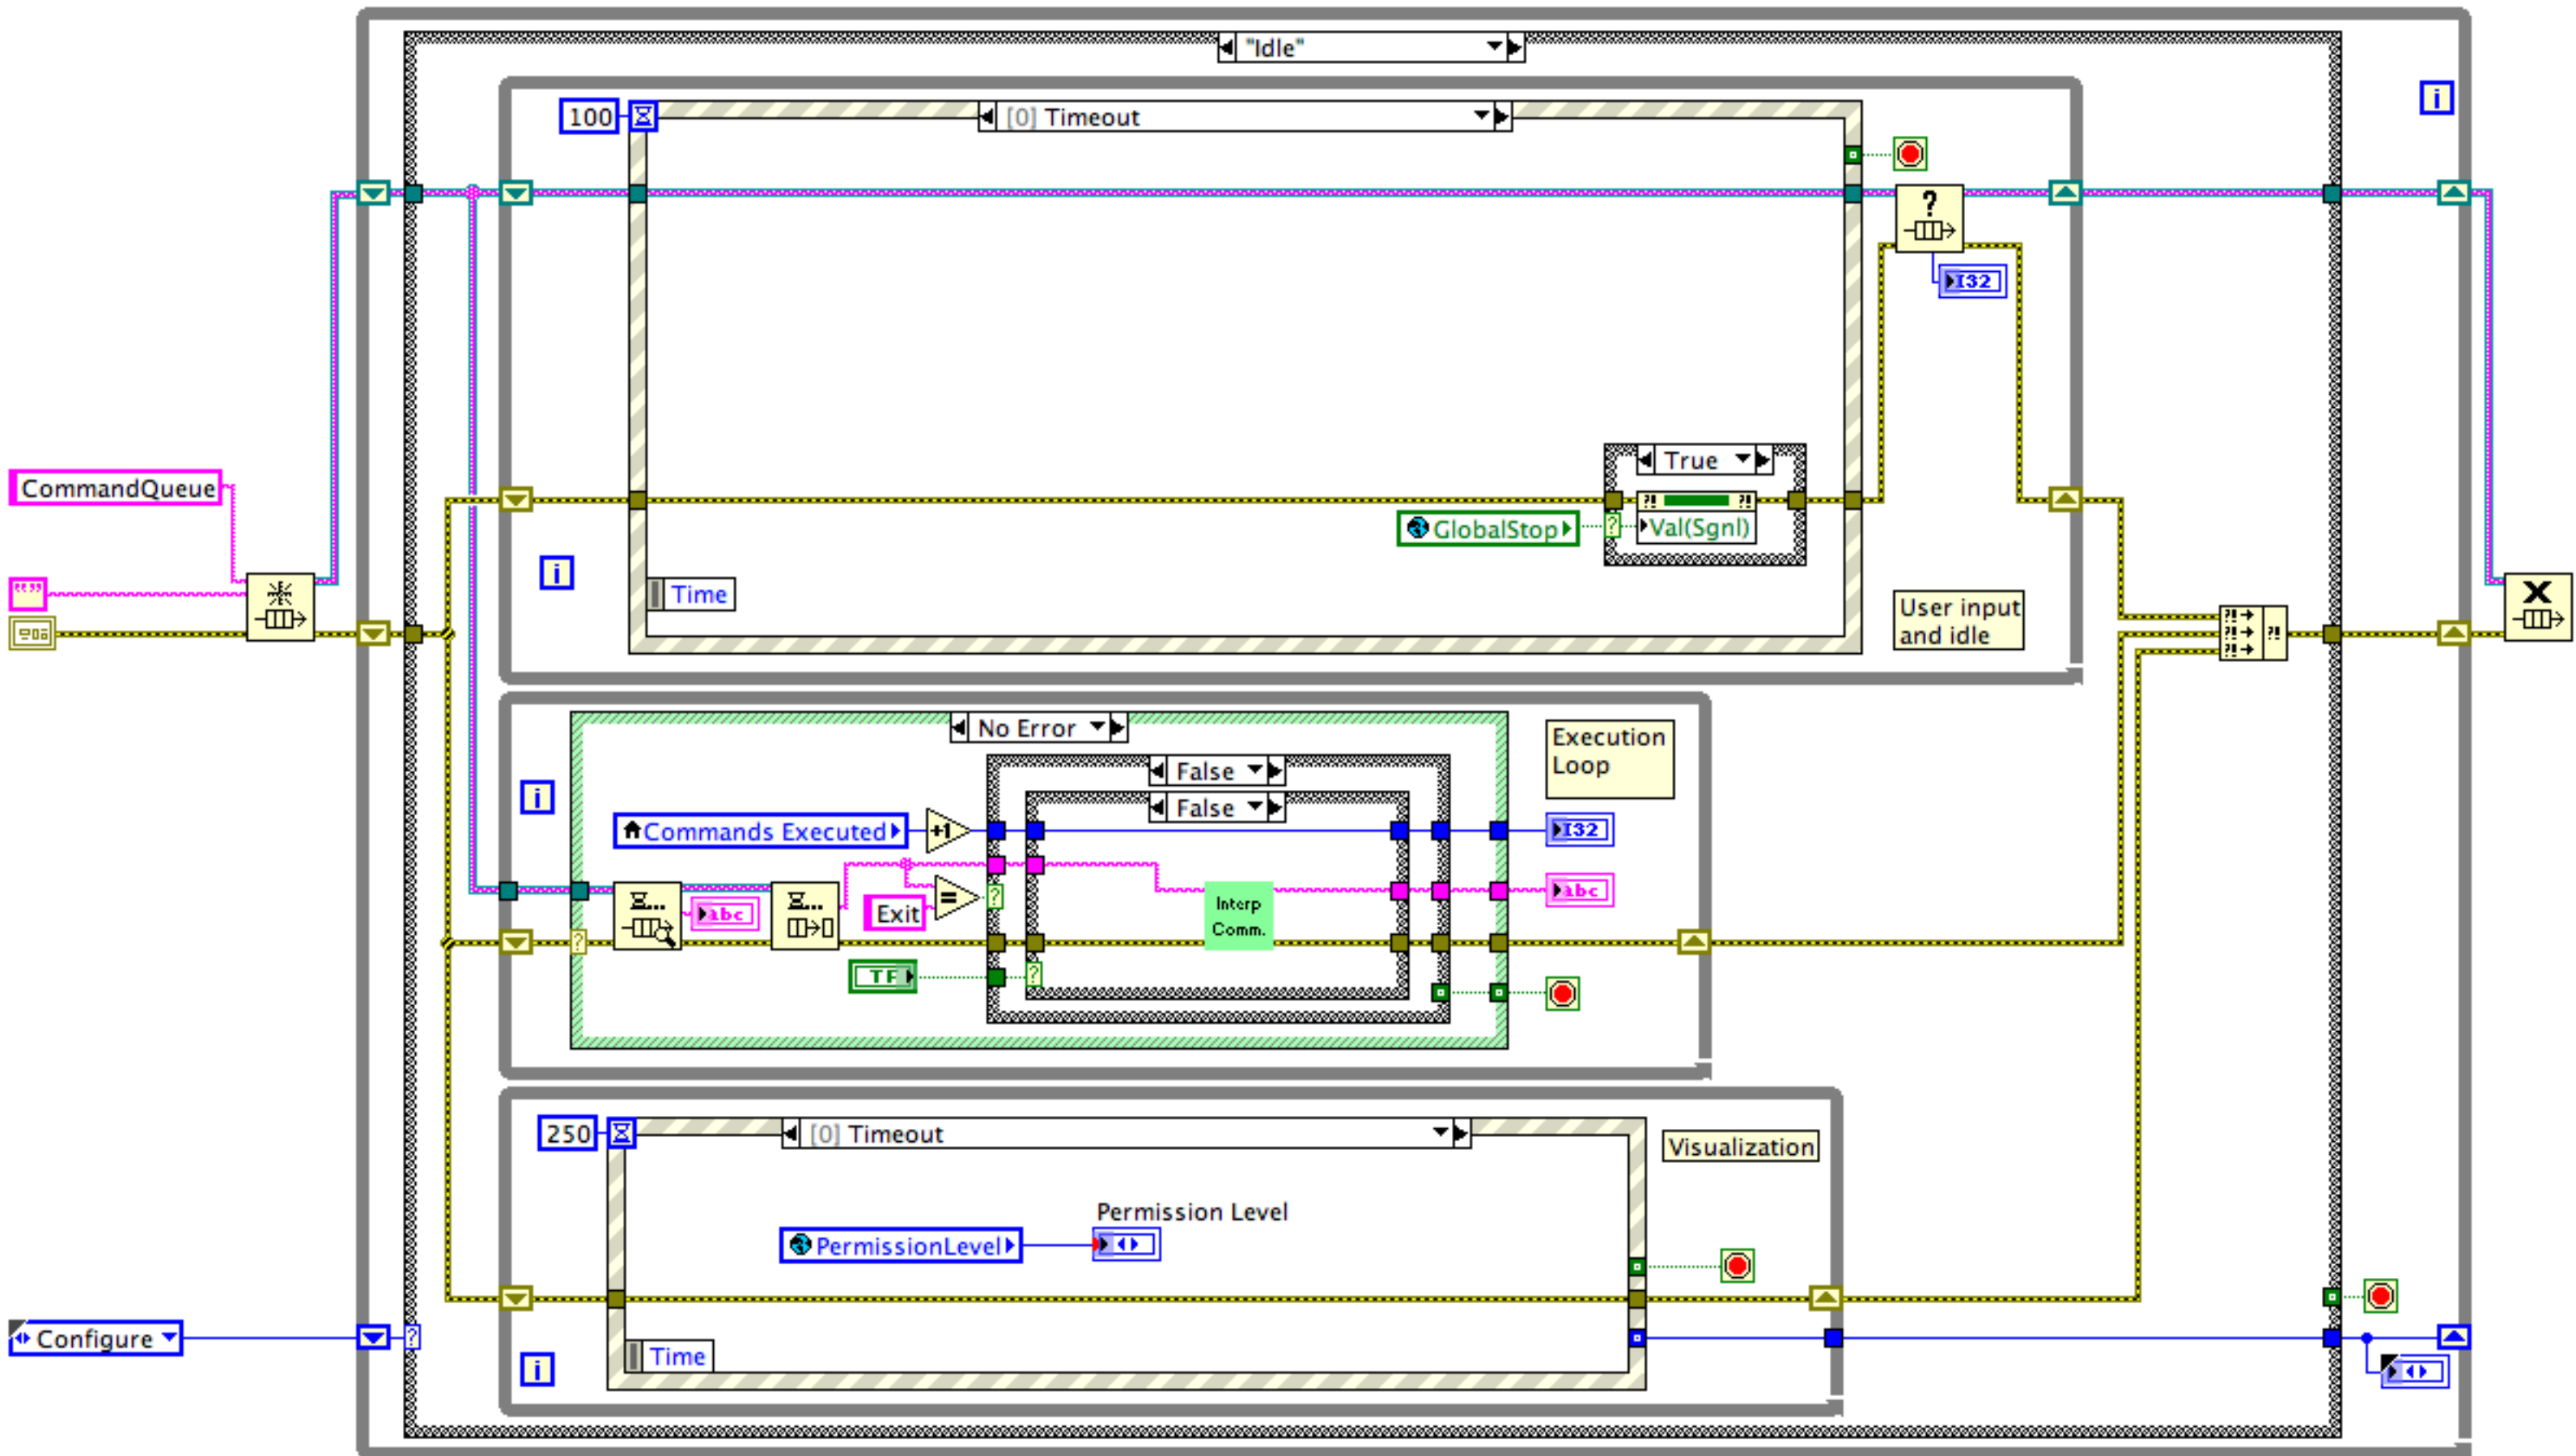 "Idle"
i
100
[0] Timeout
?
I32
CommandQueue
True
?! ?!
GlobalStop
?
Val(Sgnl)
i
Time
User input
and idle
X
?!
?!
?!
?!
No Error
Execution
Loop
i
False
False
Commands Executed
+1
I32
abc
Exit
=
?
Interp
Comm.
abc
?
TF
?
250
[0] Timeout
Visualization
Permission Level
PermissionLevel
Configure
?
Time
i